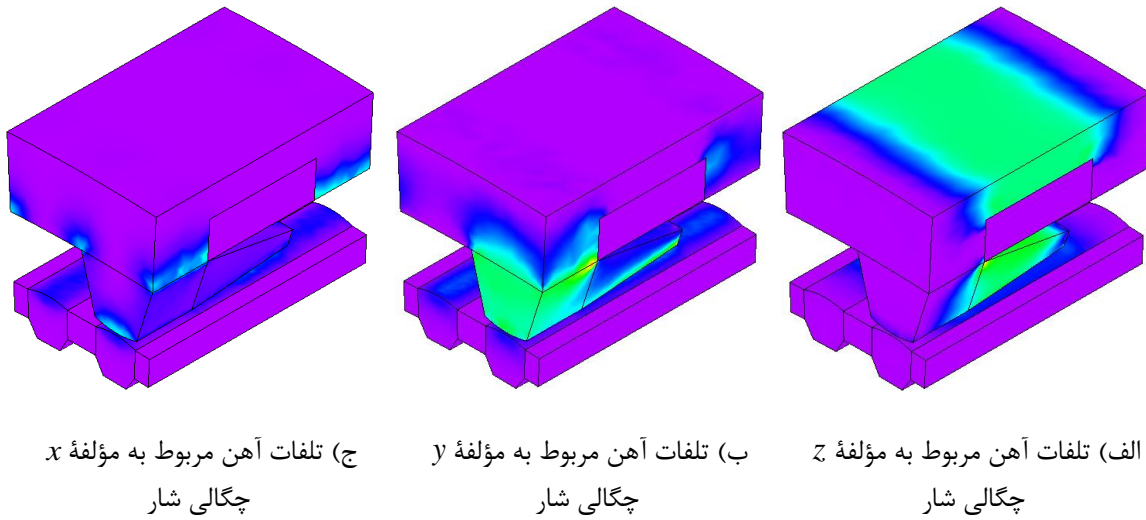 الف) تلفات آهن مربوط به مؤلفهٔ z
چگالی شار
ب) تلفات آهن مربوط به مؤلفهٔ y
چگالی شار
ج) تلفات آهن مربوط به مؤلفهٔ x
چگالی شار